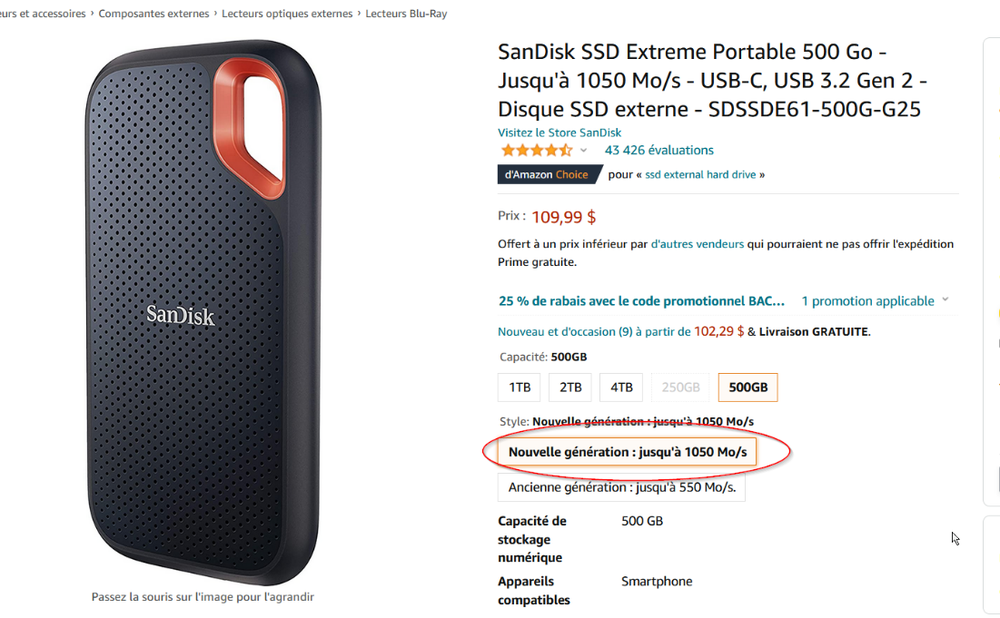 urs et accessoires › Composantes externes › Lecteurs optiques externes › Lecteurs Blu-Ray
SanDisk
Passez la souris sur l'image pour l'agrandir
SanDisk SSD Extreme Portable 500 Go -
Jusqu'à 1050 Mo/s - USB-C, USB 3.2 Gen 2 -
Disque SSD externe - SDSSDE61-500G-G25
Visitez le Store SanDisk
43 426 évaluations
d'Amazon Choice pour « ssd external hard drive »
Prix : 109,99 $
Offert à un prix inférieur par d'autres vendeurs qui pourraient ne pas offrir l'expédition
Prime gratuite.
25 % de rabais avec le code promotionnel BAC... 1 promotion applicable
Nouveau et d'occasion (9) à partir de 102,29 $ & Livraison GRATUITE.
Capacité: 500GB
1TB 2TB 4TB 250GB 500GB
Style: Nouvelle génération : jusqu'à 1050 Mo/s
Nouvelle génération : jusqu'à 1050 Mo/s
Ancienne génération : jusqu'à 550 Mo/s.
Capacité de 500 GB
stockage
numérique
Appareils Smartphone
compatibles